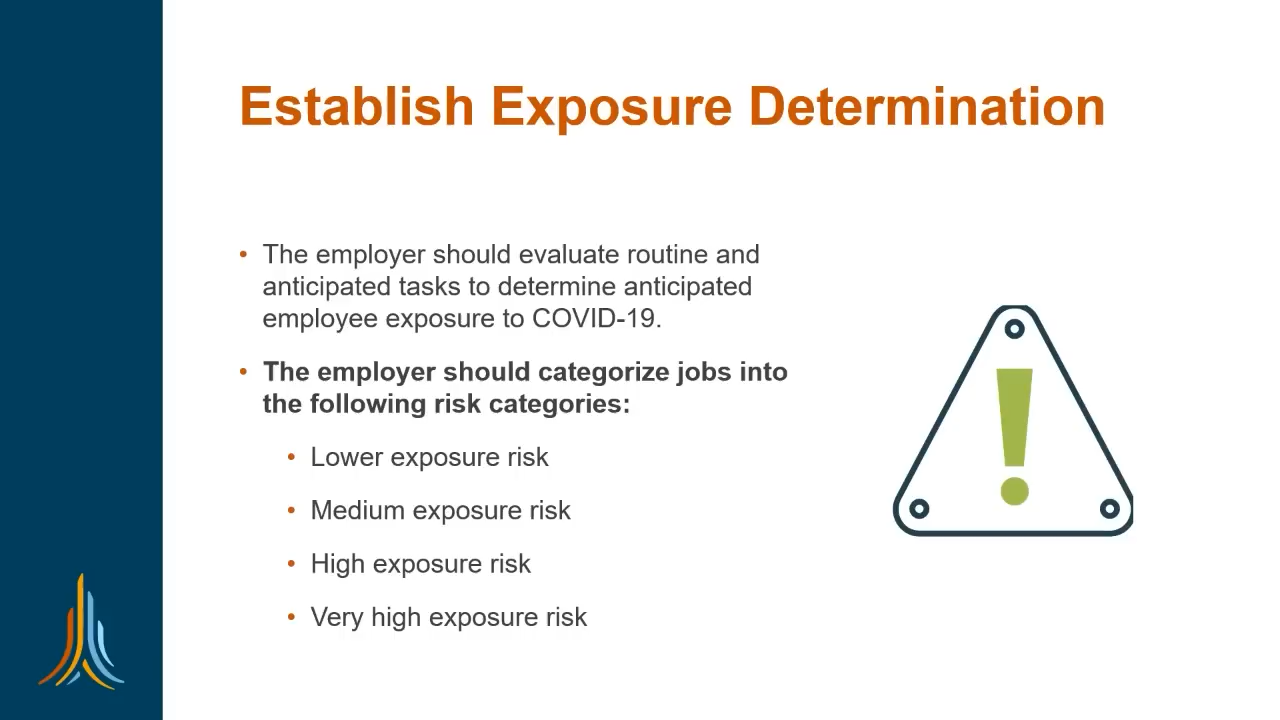 Establish Exposure Determination
• The employer should evaluate routine and
anticipated tasks to determine anticipated
employee exposure to COVID-19.
• The employer should categorize jobs into
the following risk categories:
• Lower exposure risk
• Medium exposure risk
• High exposure risk
• Very high exposure risk